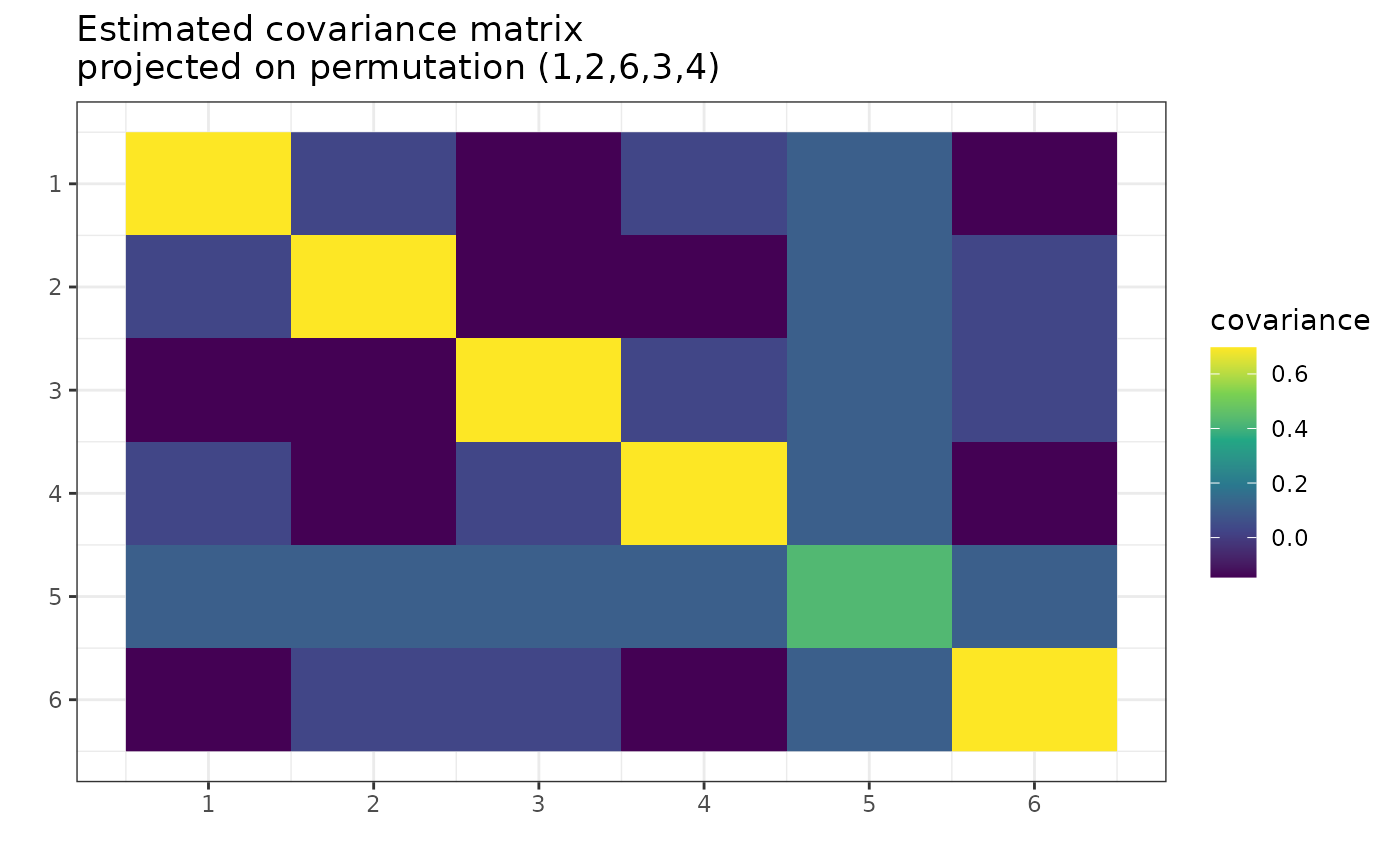 Estimated covariance matrix
projected on permutation (1,2,6,3,4)
1
2
3
4
5
6
1 2 3 4 5 6
covariance
0.6
0.4
0.2
0.0